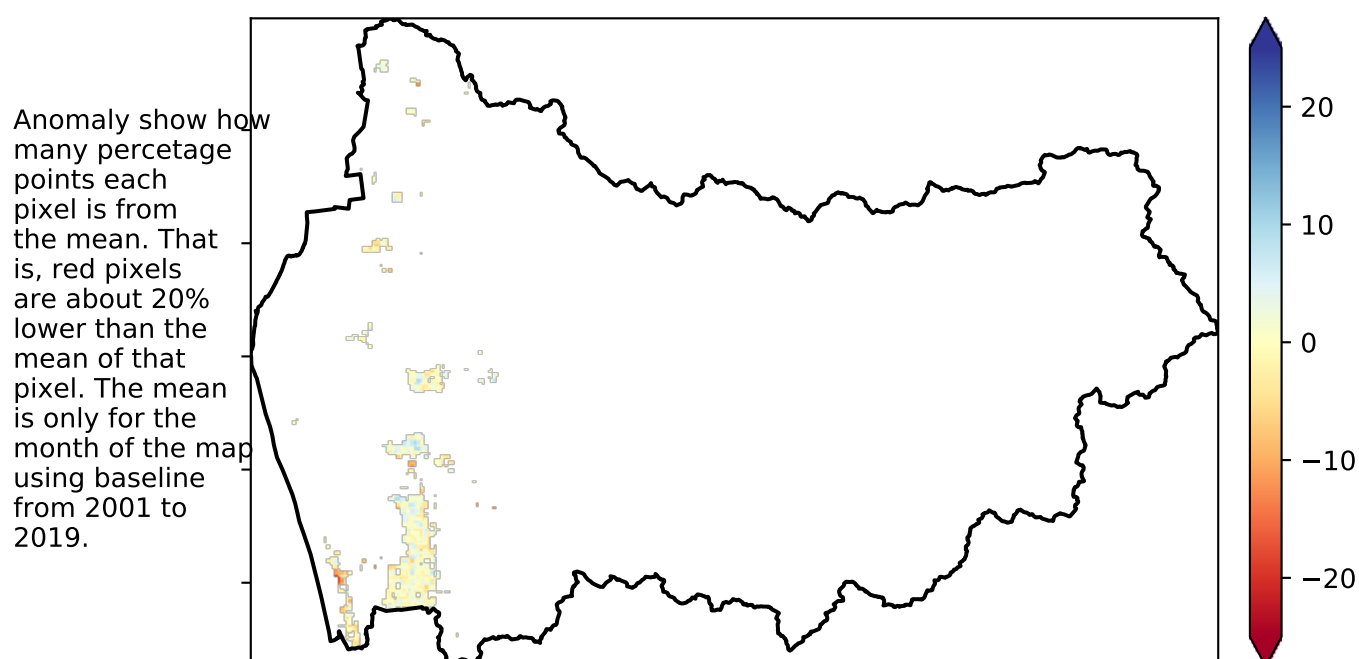 Anomaly show how
many percetage
points each
pixel is from
the mean. That
is, red pixels
are about 20%
lower than the
mean of that
pixel. The mean
is only for the
month of the map
using baseline
from 2001 to
2019.
20
10
0
−10
−20